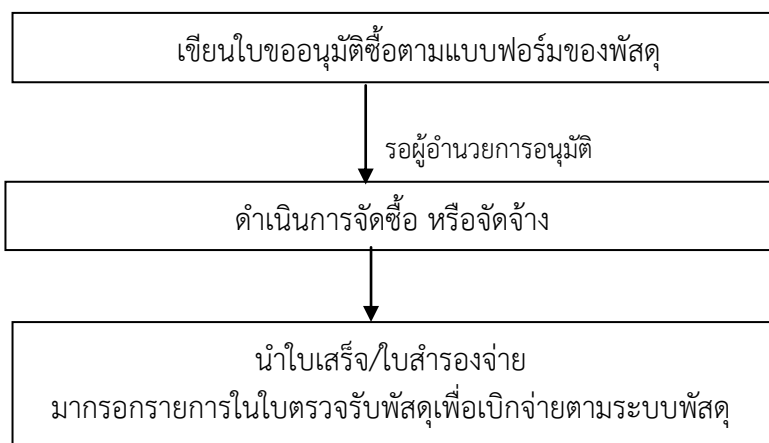 เขียนใบขออนุมัติซื้อตามแบบฟอร์มของพัสดุ
รอผู้อำนวยการอนุมัติ
ดำเนินการจัดซื้อ หรือจัดจ้าง
นำใบเสร็จ/ใบสำรองจ่าย
มากรอกรายการในใบตรวจรับพัสดุเพื่อเบิกจ่ายตามระบบพัสดุ